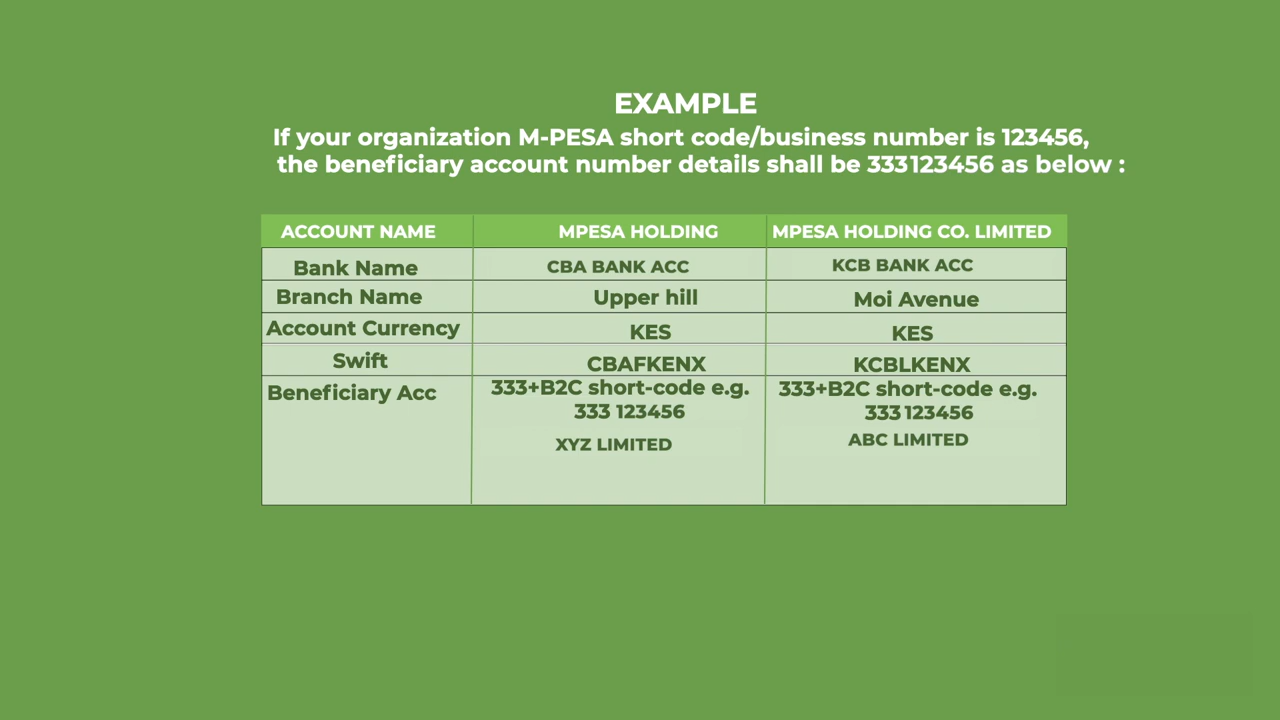 EXAMPLE
If your organization M-PESA short code/business number is 123456,
the beneficiary account number details shall be 333123456 as below :
ACCOUNT NAME MPESA HOLDING MPESA HOLDING CO. LIMITED
Bank Name CBA BANK ACC KCB BANK ACC
Branch Name Upper hill Moi Avenue
Account Currency KES KES
Swift CBAFKENX KCBLKENX
Beneficiary Acc 333+B2C short-code e.g. 333+B2C short-code e.g.
333 123456 333 123456
XYZ LIMITED ABC LIMITED